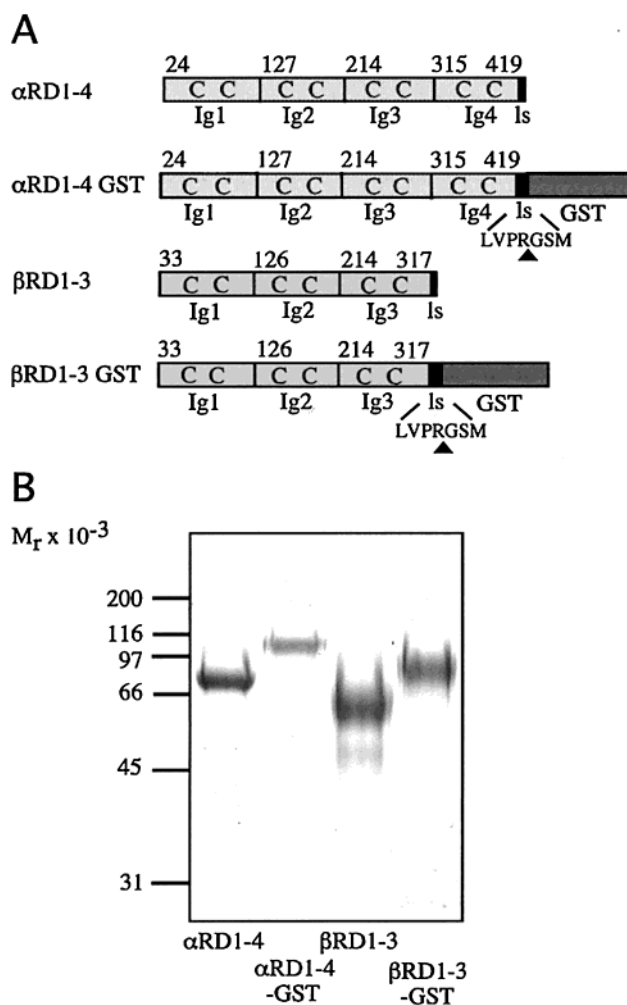 A
24 127 214 315 419
αRD1-4 C C C C C C C C
Ig1 Ig2 Ig3 Ig4 ls
24 127 214 315 419
αRD1-4 GST C C C C C C C C
Ig1 Ig2 Ig3 Ig4 ls GST
LVPRGSM
33 126 214 317
βRD1-3 C C C C C C
Ig1 Ig2 Ig3 ls
33 126 214 317
βRD1-3 GST C C C C C C
Ig1 Ig2 Ig3 ls GST
LVPRGSM
B
Mr x 10-3
200
116
97
66
45
31
αRD1-4 βRD1-3
αRD1-4 -GST βRD1-3 -GST